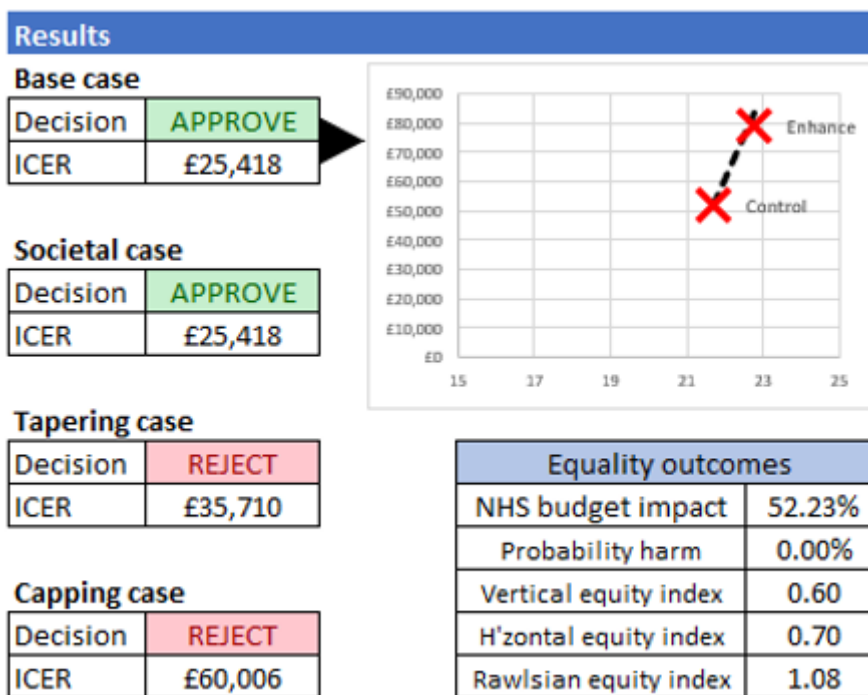 Results
Base case
Decision APPROVE
ICER £25,418
Societal case
Decision APPROVE
ICER £25,418
Tapering case
Decision REJECT
ICER £35,710
Capping case
Decision REJECT
ICER £60,006
£90,000
£80,000
£70,000
£60,000
£50,000
£40,000
£30,000
£20,000
£10,000
£0
15 17 19 21 23 25
Enhance
Control
Equality outcomes
NHS budget impact 52.23%
Probability harm 0.00%
Vertical equity index 0.60
H'zontal equity index 0.70
Rawlsian equity index 1.08